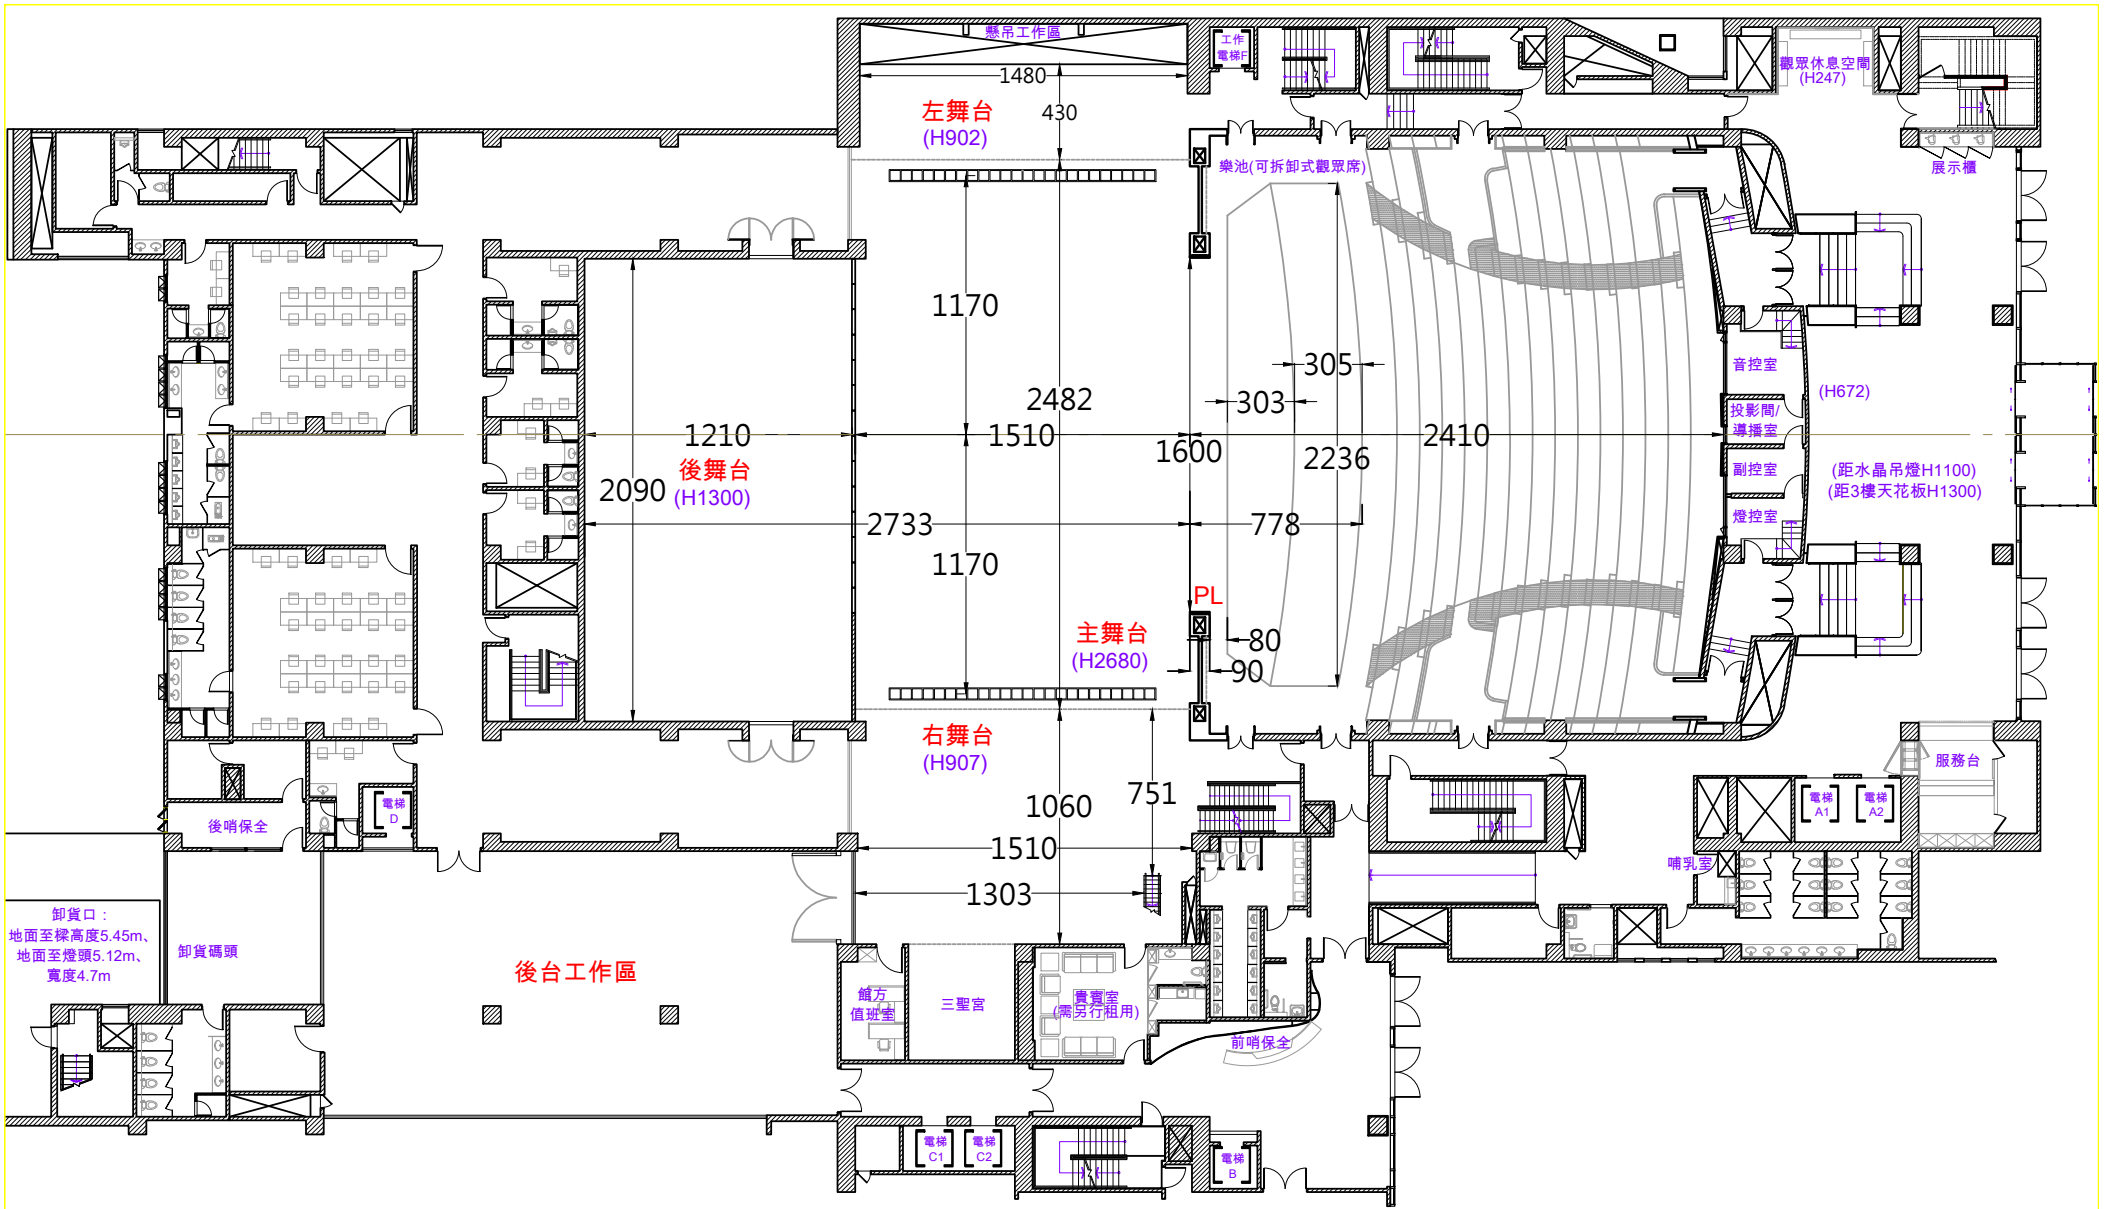 懸吊工作區
工作
電梯F
觀眾休息空間
(H247)
1480
430
左舞台
(H902)
樂池(可拆卸式觀眾席)
展示櫃
1170
305
303
音控室
(H672)
2482
投影間/
導播室
1210
1510
1600
2410
2236
後舞台
(H1300)
2090
副控室
(距水晶吊燈H1100)
(距3樓天花板H1300)
燈控室
2733
778
1170
PL
主舞台
(H2680)
80
90
右舞台
(H907)
服務台
751
1060
電梯
D
電梯
A1
電梯
A2
後哨保全
1510
哺乳室
1303
卸貨口：
地面至樑高度5.45m、
地面至燈頭5.12m、
寬度4.7m
卸貨碼頭
後台工作區
館方
值班室
三聖宮
貴賓室
(需另行租用)
前哨保全
電梯
C1
電梯
C2
電梯
B